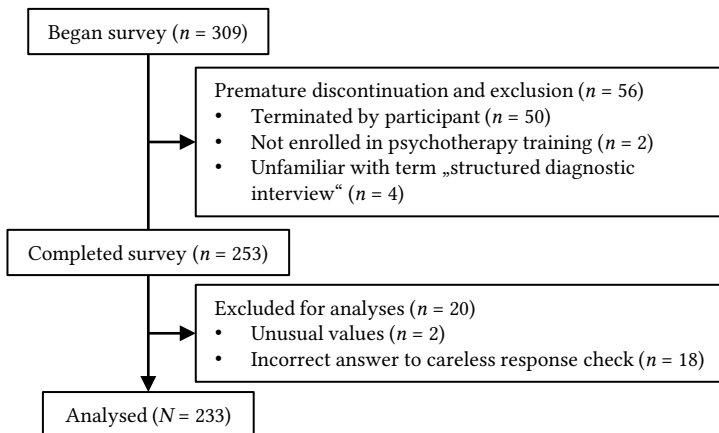 Began survey (n = 309)
Premature discontinuation and exclusion (n = 56)
• Terminated by participant (n = 50)
• Not enrolled in psychotherapy training (n = 2)
• Unfamiliar with term „structured diagnostic
interview“ (n = 4)
Completed survey (n = 253)
Excluded for analyses (n = 20)
• Unusual values (n = 2)
• Incorrect answer to careless response check (n = 18)
Analysed (N = 233)